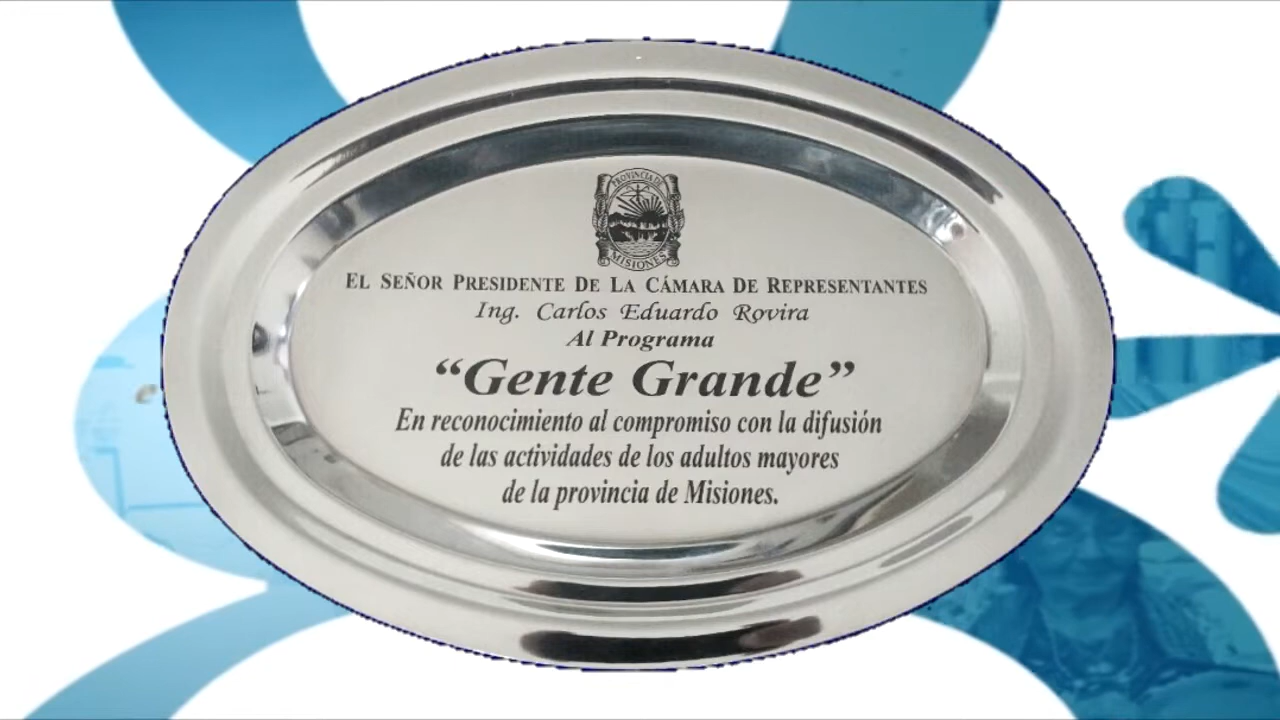 PROVINCIA DE
MISIONES
EL SEÑOR PRESIDENTE DE LA CÁMARA DE REPRESENTANTES
Ing. Carlos Eduardo Rovira
Al Programa
“Gente Grande”
En reconocimiento al compromiso con la difusión
de las actividades de los adultos mayores
de la provincia de Misiones.